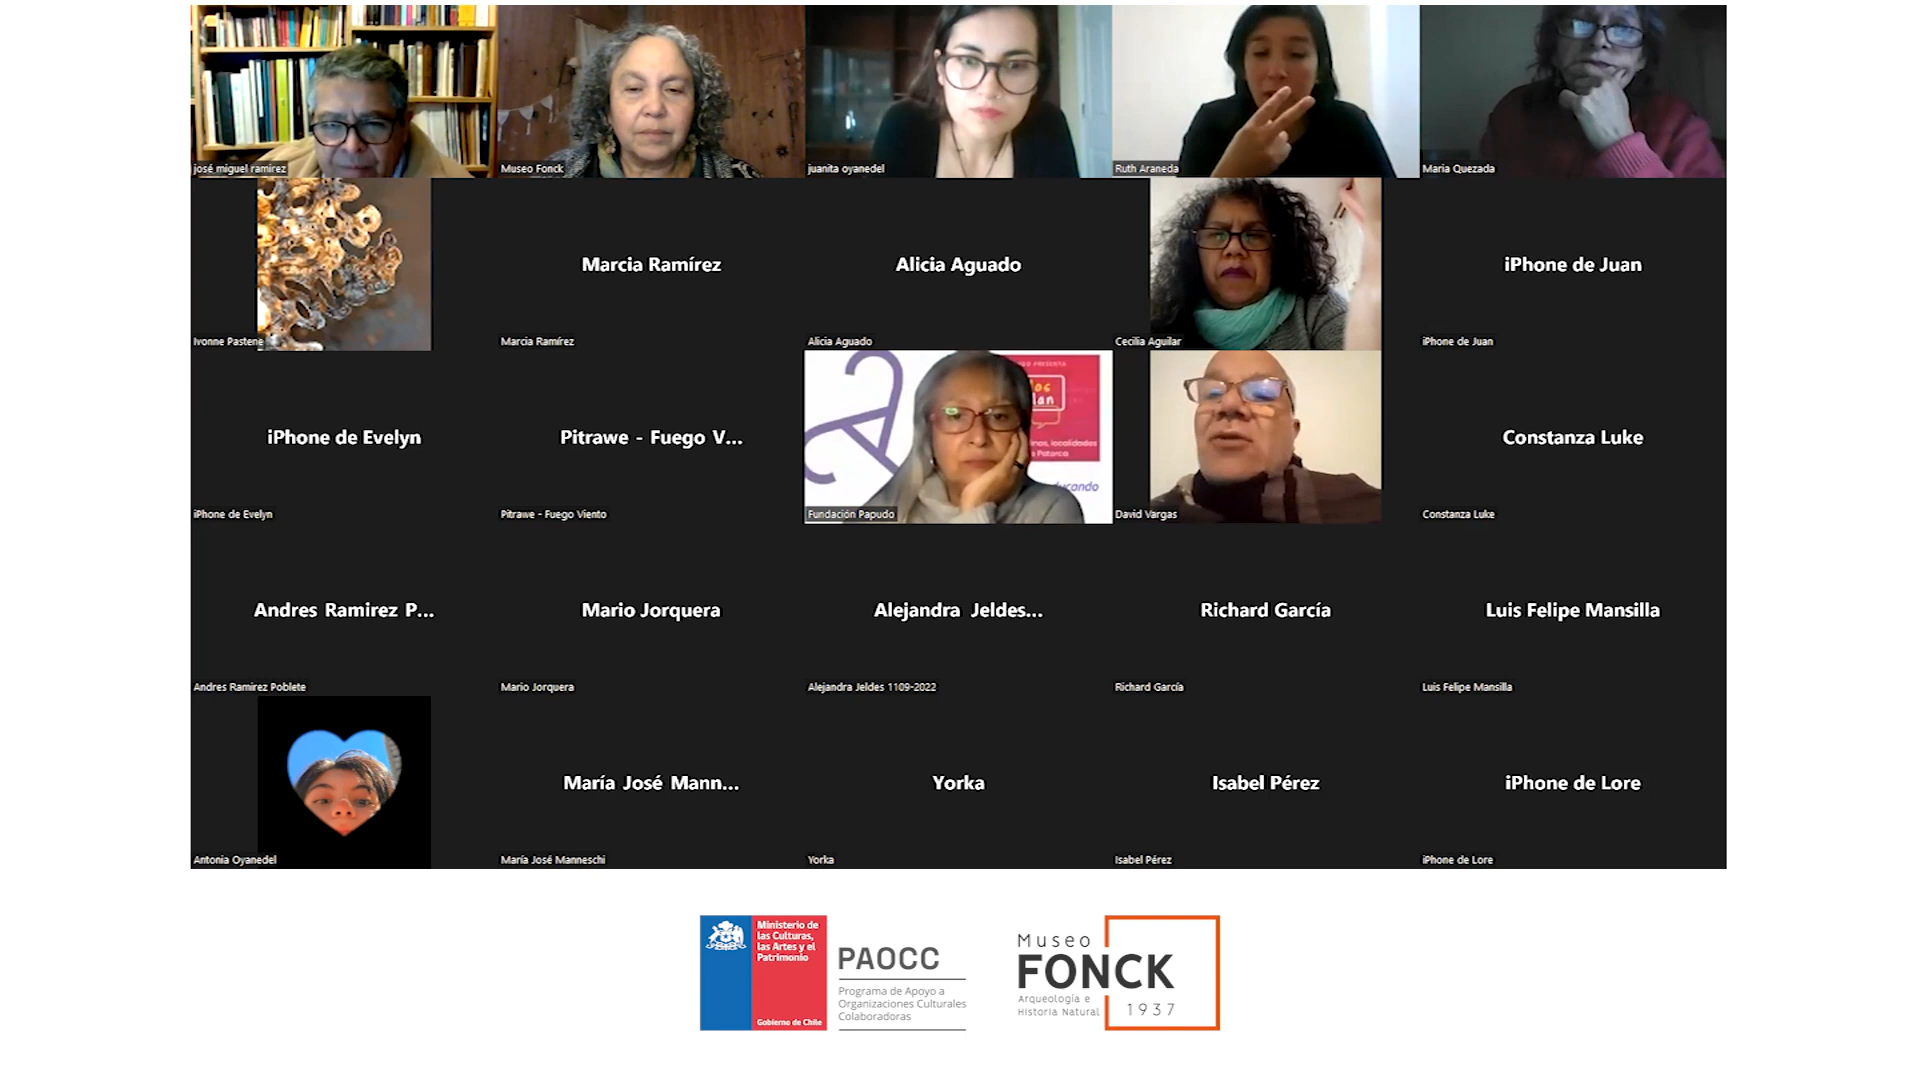 josé miguel ramírez
Museo Fonck
juanita oyanedel
Ruth Araneda
Maria Quezada
Marcia Ramírez
Alicia Aguado
iPhone de Juan
Ivonne Pastene
Marcia Ramírez
Alicia Aguado
Cecilia Aguilar
iPhone de Juan
iPhone de Evelyn
Pitrawe - Fuego V...
Constanza Luke
iPhone de Evelyn
Pitrawe - Fuego Viento
Fundación Papudo
David Vargas
Constanza Luke
Andres Ramirez P...
Mario Jorquera
Alejandra Jeldes...
Richard García
Luis Felipe Mansilla
Andres Ramirez Poblete
Mario Jorquera
Alejandra Jeldes 1109-2022
Richard García
Luis Felipe Mansilla
María José Mann...
Yorka
Isabel Pérez
iPhone de Lore
Antonia Oyanedel
María José Manneschi
Yorka
Isabel Pérez
iPhone de Lore
Ministerio de
las Culturas,
las Artes y el
Patrimonio
Gobierno de Chile
PAOCC
Programa de Apoyo a
Organizaciones Culturales
Colaboradoras
Museo
FONCK
Arqueología e
Historia Natural
1937